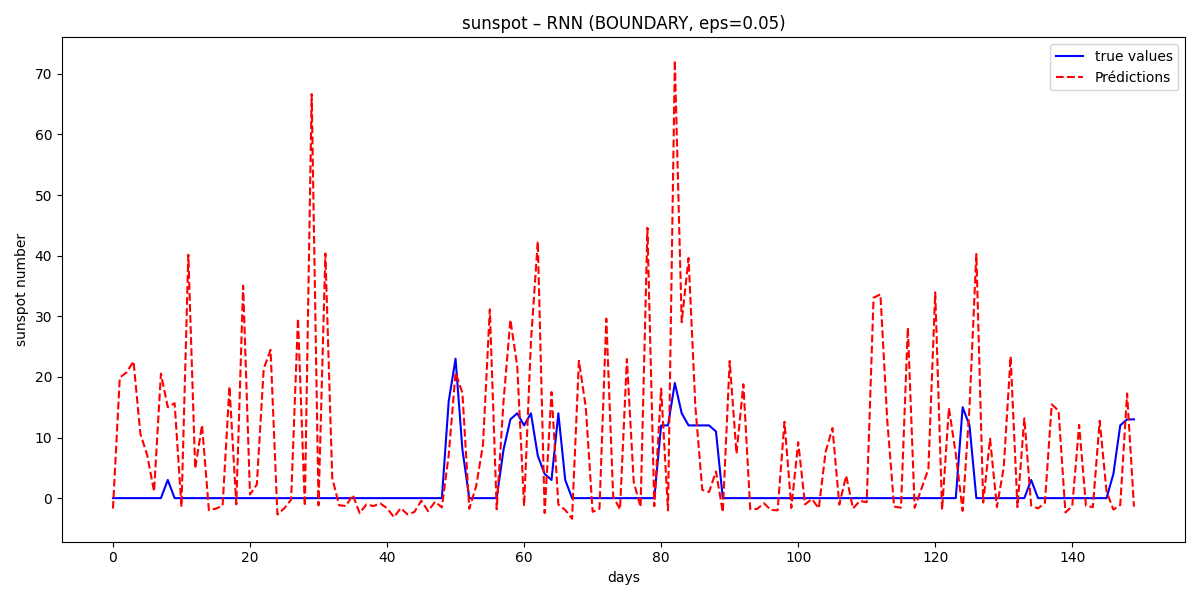 sunspot – RNN (BOUNDARY, eps=0.05)
true values
Prédictions
70
60
50
40
30
20
10
0
sunspot number
0 20 40 60 80 100 120 140
days